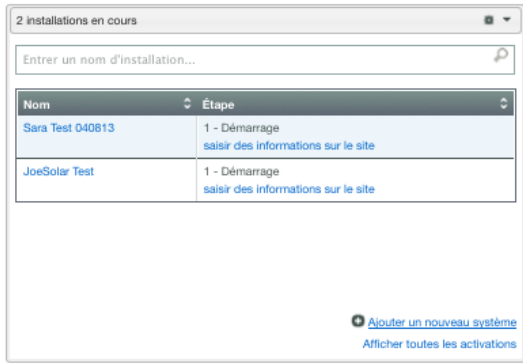 2 installations en cours
Entrer un nom d'installation...
Nom Étape
Sara Test 040813 1 - Démarrage
saisir des informations sur le site
JoeSolar Test 1 - Démarrage
saisir des informations sur le site
Ajouter un nouveau système
Afficher toutes les activations